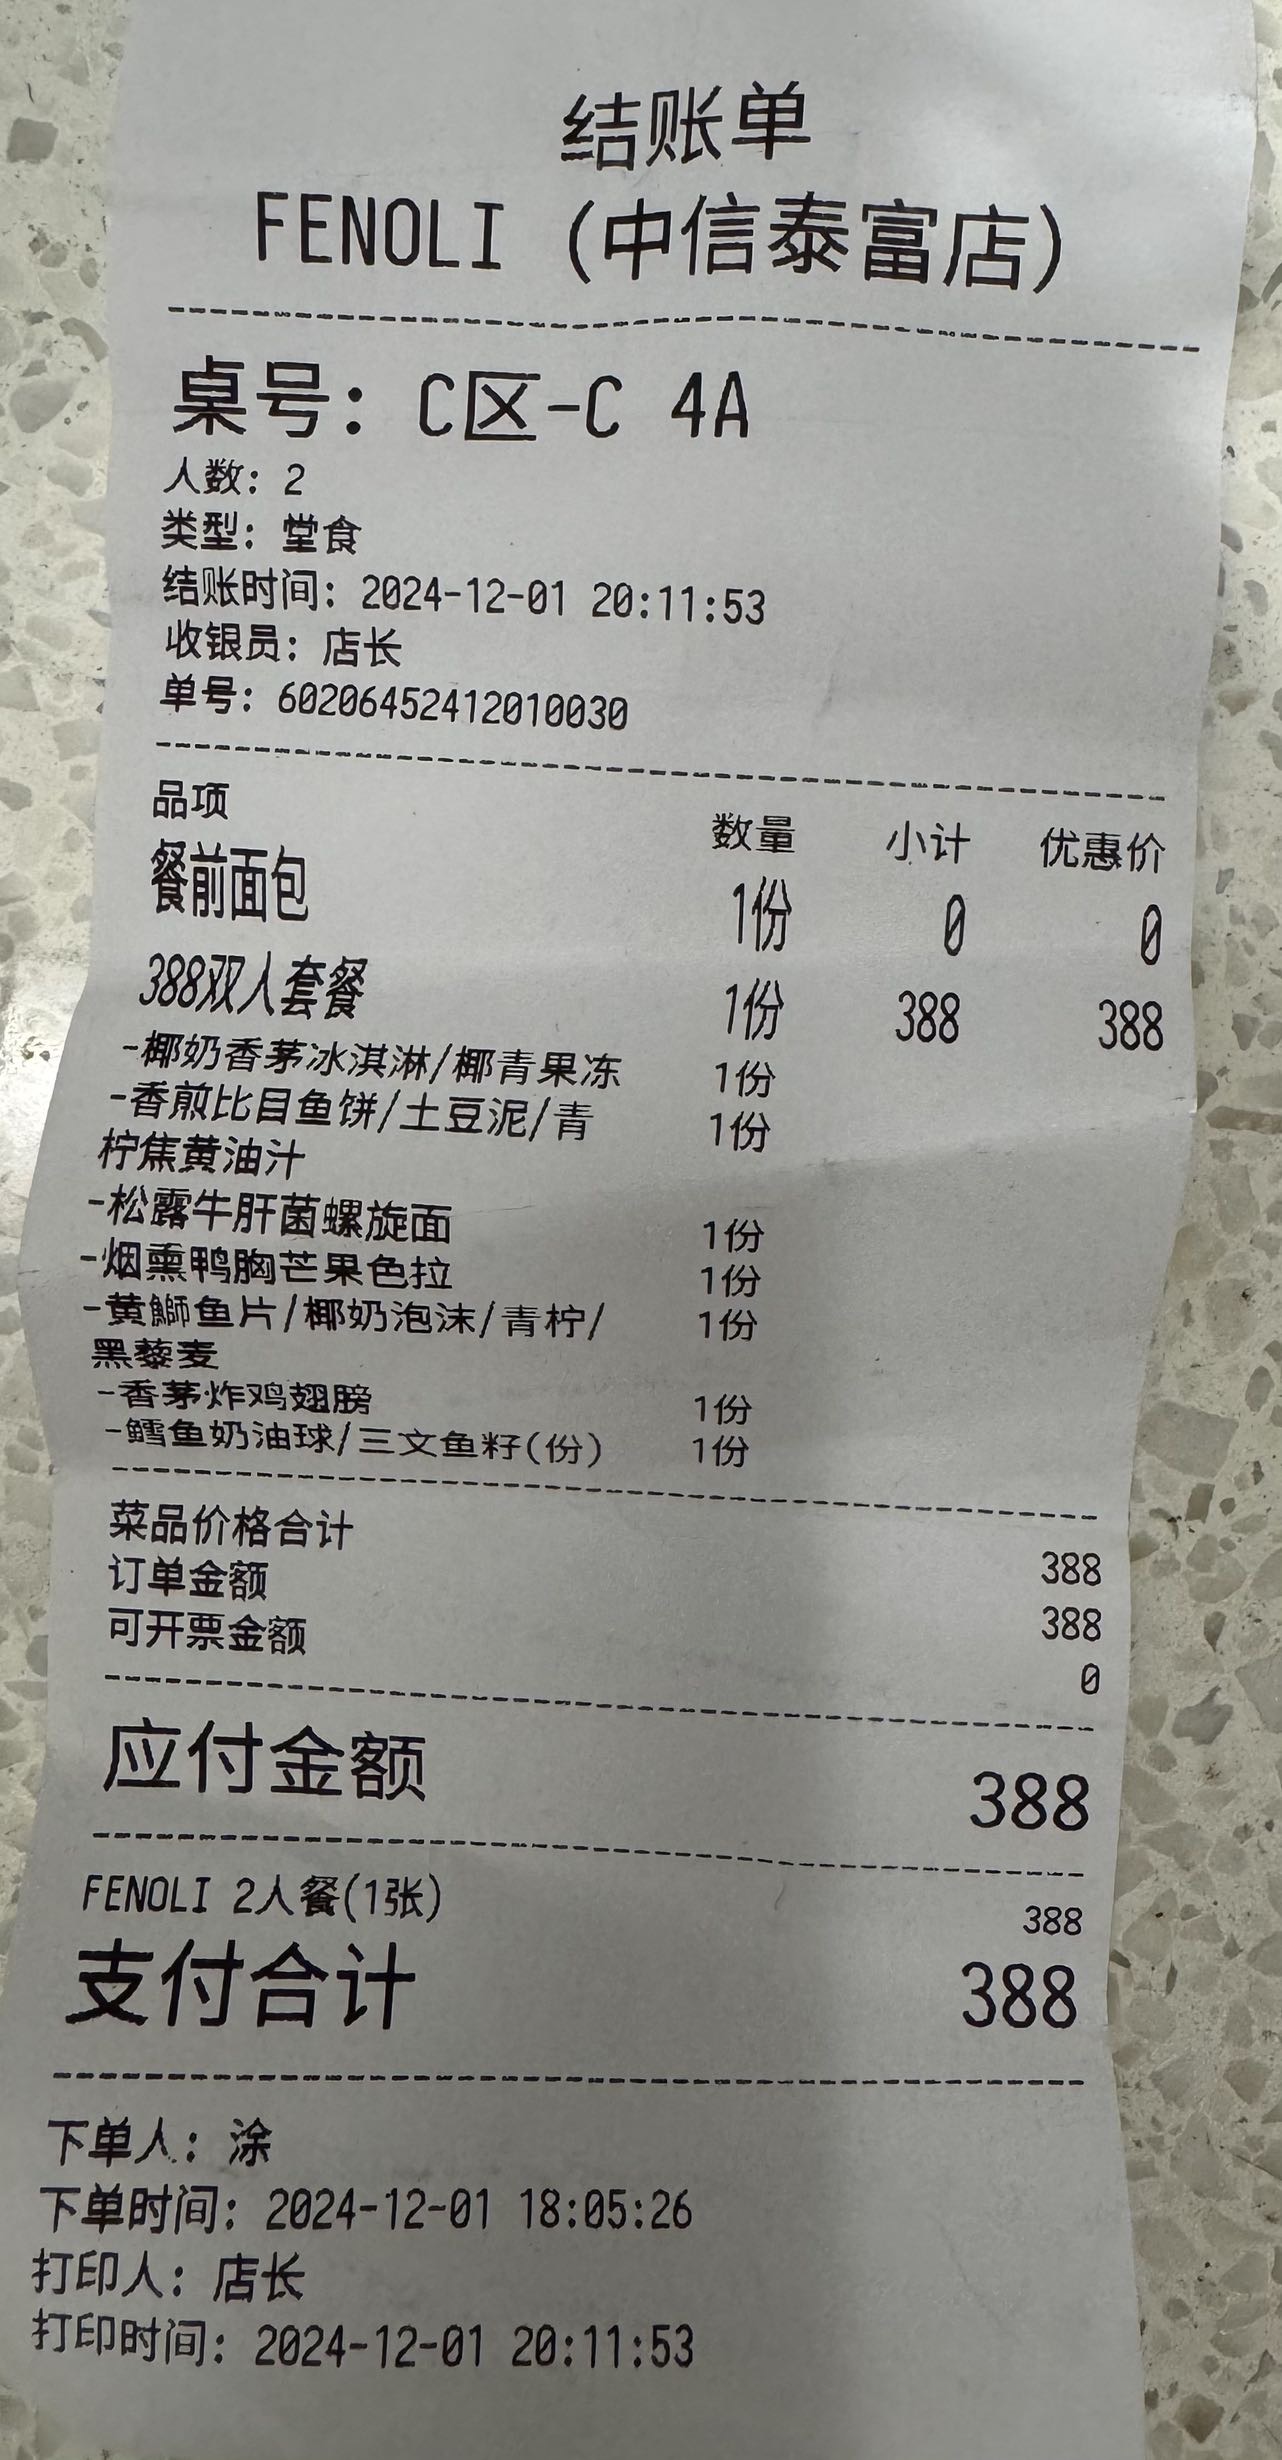 结账单
FENOLI (中信泰富店)
桌号: C区-C 4A
人数: 2
类型: 堂食
结账时间: 2024-12-01 20:11:53
收银员: 店长
单号: 60206452412010030
品项 数量 小计 优惠价
餐前面包 1份 0 0
388双人套餐 1份 388 388
-椰奶香茅冰淇淋/椰青果冻 1份
-香煎比目鱼饼/土豆泥/青 1份
柠焦黄油汁
-松露牛肝菌螺旋面 1份
-烟熏鸭胸芒果色拉 1份
-黄鰤鱼片/椰奶泡沫/青柠/ 1份
黑藜麦
-香茅炸鸡翅膀 1份
-鳕鱼奶油球/三文鱼籽(份) 1份
菜品价格合计 388
订单金额 388
可开票金额 0
应付金额 388
FENOLI 2人餐(1张) 388
支付合计 388
下单人: 涂
下单时间: 2024-12-01 18:05:26
打印人: 店长
打印时间: 2024-12-01 20:11:53